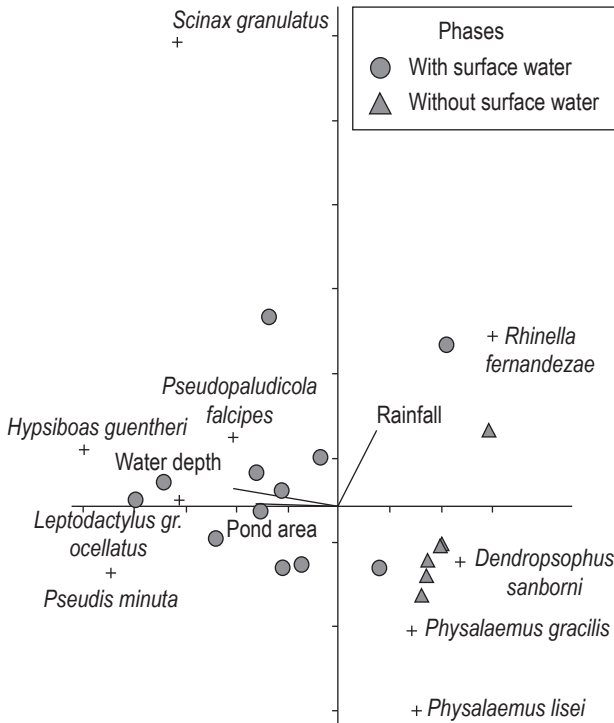 Scinax granulatus
Phases
With surface water
Without surface water
Rhinella
fernandezae
Pseudopaludicola
falcipes
Rainfall
Hypsiboas guentheri
Water depth
Leptodactylus gr.
ocellatus
Pond area
Pseudis minuta
Dendropsophus
sanborni
Physalaemus gracilis
Physalaemus lisei